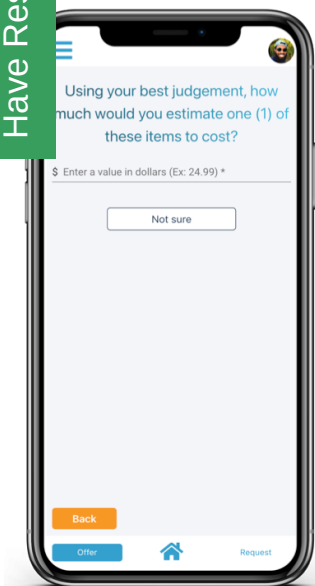 Have Res
Using your best judgement, how
much would you estimate one (1) of
these items to cost?
$ Enter a value in dollars (Ex: 24.99) *
Not sure
Back
Offer
Request